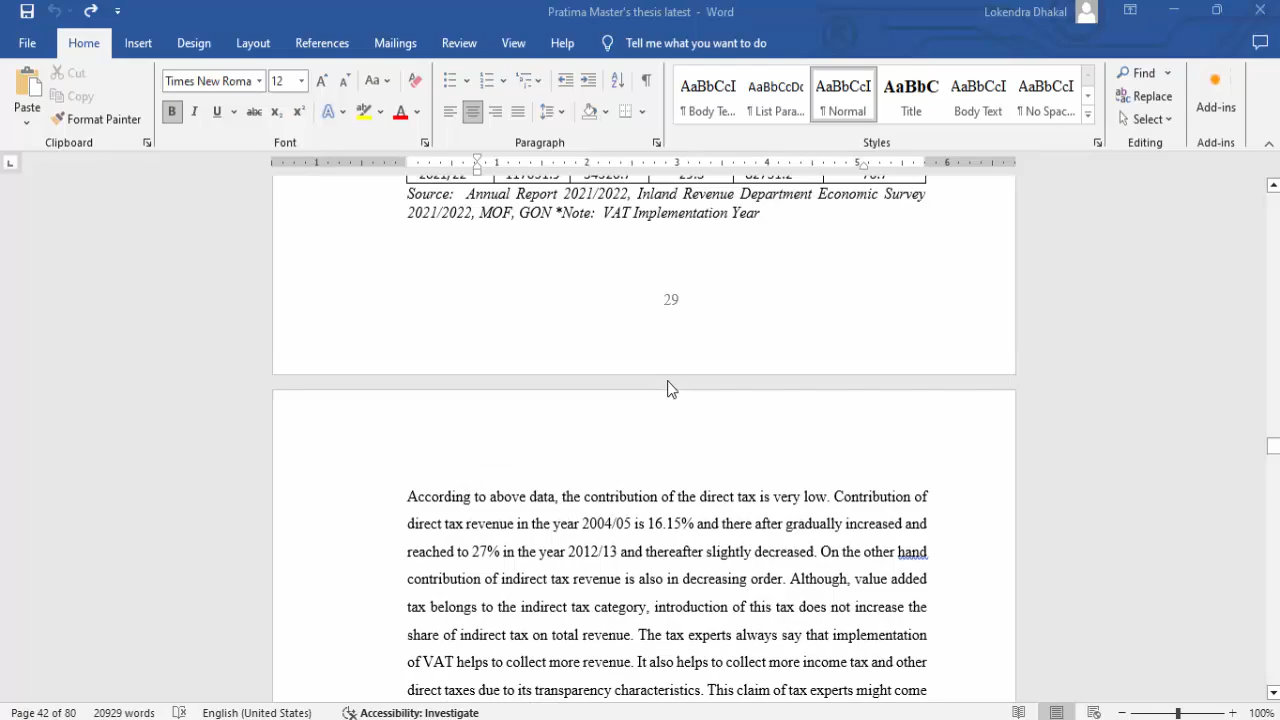 Pratima Master's thesis latest - Word
Lokendra Dhakal
File Home Insert Design Layout References Mailings Review View Help Tell me what you want to do
Paste
Cut
Copy
Format Painter
Clipboard
Times New Roma 12
Font
Paragraph
AaBbCcI AaBbCcDc AaBbCcI AaBbC AaBbCcI AaBbCcI
¶ Body Te... ¶ List Para... ¶ Normal Title Body Text ¶ No Spac...
Styles
Find
Replace
Select
Editing
Add-ins
Add-ins
Source: Annual Report 2021/2022, Inland Revenue Department Economic Survey
2021/2022, MOF, GON *Note: VAT Implementation Year
29
According to above data, the contribution of the direct tax is very low. Contribution of
direct tax revenue in the year 2004/05 is 16.15% and there after gradually increased and
reached to 27% in the year 2012/13 and thereafter slightly decreased. On the other hand
contribution of indirect tax revenue is also in decreasing order. Although, value added
tax belongs to the indirect tax category, introduction of this tax does not increase the
share of indirect tax on total revenue. The tax experts always say that implementation
of VAT helps to collect more revenue. It also helps to collect more income tax and other
direct taxes due to its transparency characteristics. This claim of tax experts might come
Page 42 of 80 20929 words English (United States) Accessibility: Investigate 100%